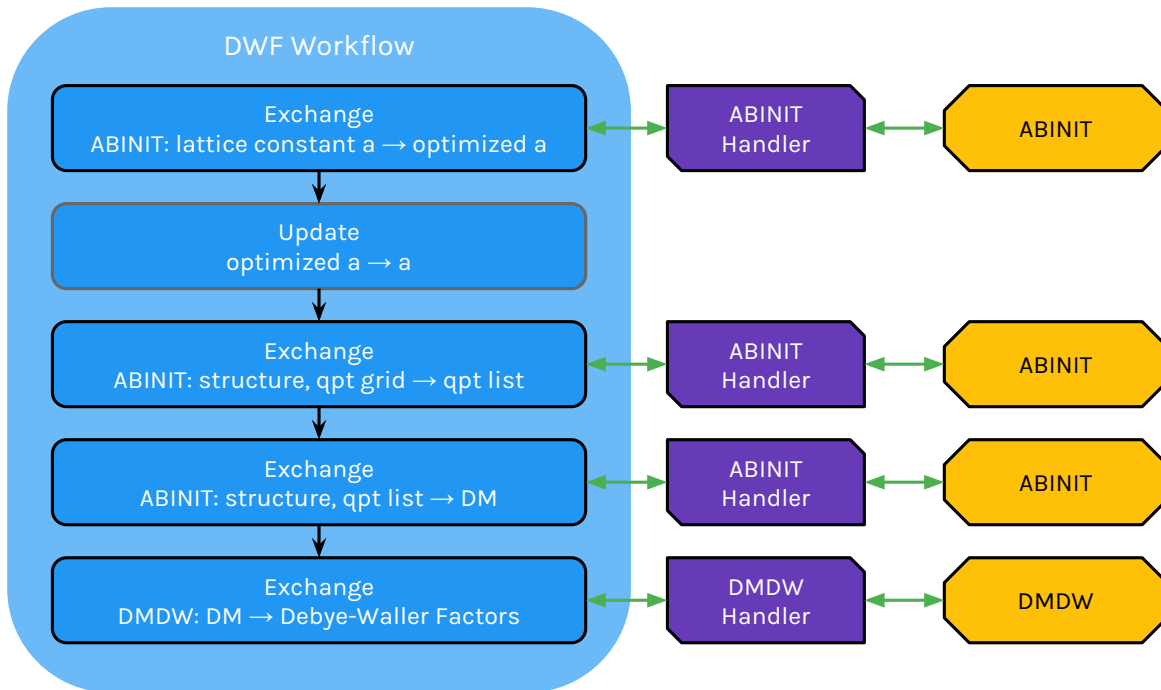 DWF Workflow
Exchange
ABINIT: lattice constant a → optimized a
ABINIT
Handler
ABINIT
Update
optimized a → a
Exchange
ABINIT: structure, qpt grid → qpt list
ABINIT
Handler
ABINIT
Exchange
ABINIT: structure, qpt list → DM
ABINIT
Handler
ABINIT
Exchange
DMDW: DM → Debye-Waller Factors
DMDW
Handler
DMDW